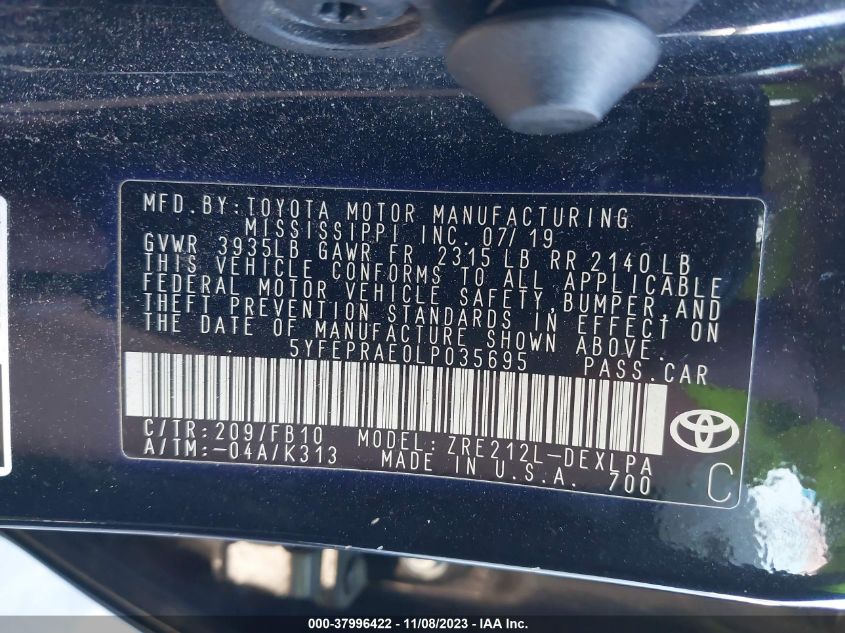 MFD.BY:TOYOTA MOTOR MANUFACTURING
MISSISSIPPI INC. 07/19
GVWR 3935LB GAWR FR 2315 LB RR 2140 LB
THIS VEHICLE CONFORMS TO ALL APPLICABLE
FEDERAL MOTOR VEHICLE SAFETY,BUMPER,AND
THEFT PREVENTION STANDARDS IN EFFECT ON
THE DATE OF MANUFACTURE SHOWN ABOVE.
5YFEPRAE0LP035695 PASS.CAR
C/TR:209/FB10 MODEL:ZRE212L-DEXLPA
A/TM:-04A/K313 MADE IN U.S.A. 700
C
000-37996422 - 11/08/2023 - IAA Inc.